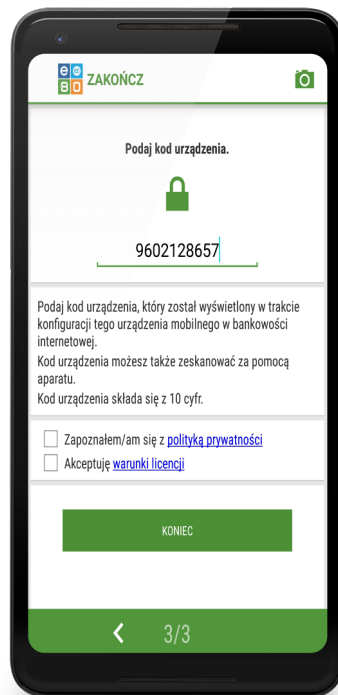 e
ZAKOŃCZ
Podaj kod urządzenia.
9602128657
Podaj kod urządzenia, który został wyświetlony w trakcie
konfiguracji tego urządzenia mobilnego w bankowości
internetowej.
Kod urządzenia możesz także zeskanować za pomocą
aparatu.
Kod urządzenia składa się z 10 cyfr.
Zapoznałem/am się z polityką prywatności
Akceptuję warunki licencji
KONIEC
3/3